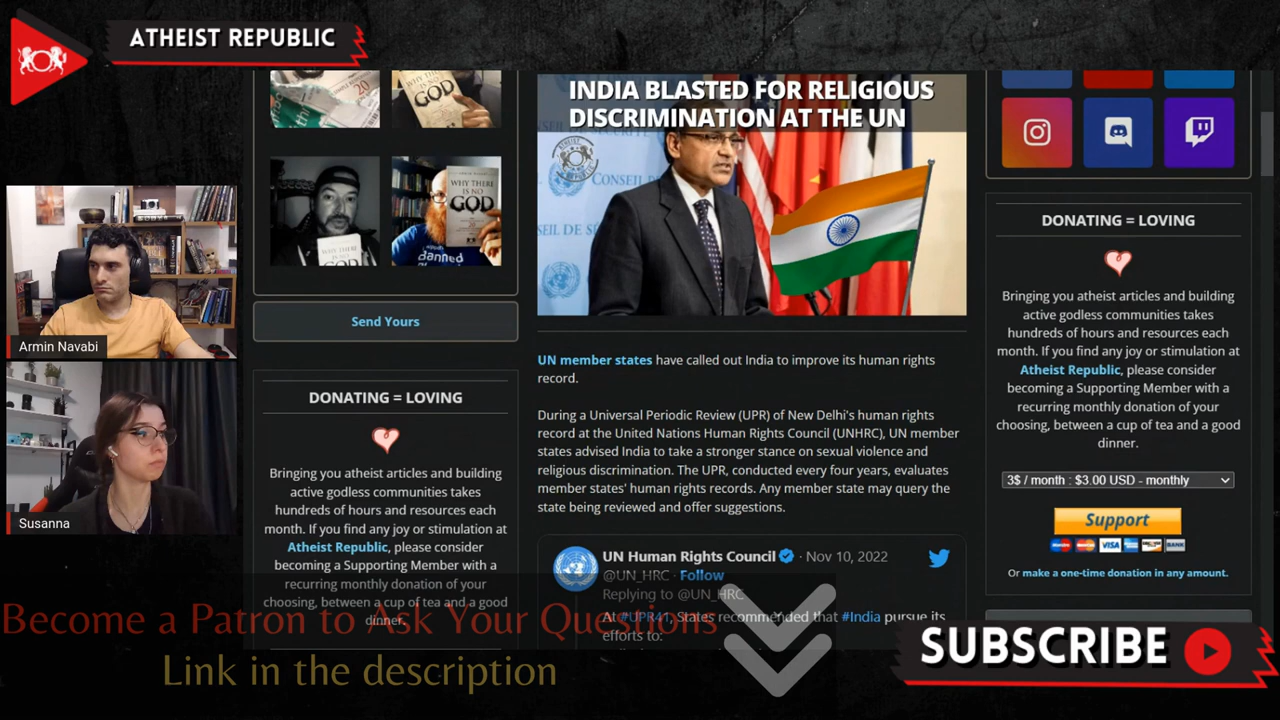 ATHEIST REPUBLIC
Armin Navabi
Susanna
WHY THERE
IS NO
GOD
Send Yours
DONATING = LOVING
Bringing you atheist articles and building
active godless communities takes
hundreds of hours and resources each
month. If you find any joy or stimulation at
Atheist Republic, please consider
becoming a Supporting Member with a
recurring monthly donation of your
choosing, between a cup of tea and a good
dinner.
INDIA BLASTED FOR RELIGIOUS
DISCRIMINATION AT THE UN
UN member states have called out India to improve its human rights
record.
During a Universal Periodic Review (UPR) of New Delhi's human rights
record at the United Nations Human Rights Council (UNHRC), UN member
states advised India to take a stronger stance on sexual violence and
religious discrimination. The UPR, conducted every four years, evaluates
member states' human rights records. Any member state may query the
state being reviewed and offer suggestions.
UN Human Rights Council · Nov 10, 2022
@UN_HRC · Follow
Replying to @UN_HRC
At #UPR41, States recommended that #India pursue its
efforts to:
DONATING = LOVING
Bringing you atheist articles and building
active godless communities takes
hundreds of hours and resources each
month. If you find any joy or stimulation at
Atheist Republic, please consider
becoming a Supporting Member with a
recurring monthly donation of your
choosing, between a cup of tea and a good
dinner.
3$ / month : $3.00 USD - monthly
Support
VISA
BANK
Or make a one-time donation in any amount.
Become a Patron to Ask Your Questions
Link in the description
SUBSCRIBE